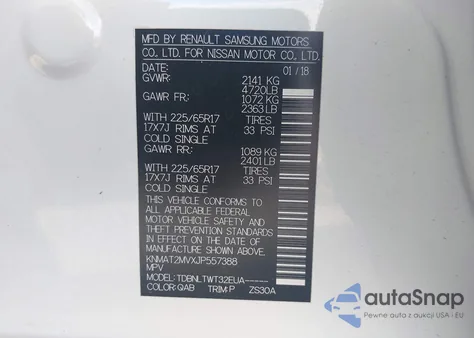 MFD BY RENAULT SAMSUNG MOTORS
CO. LTD. FOR NISSAN MOTOR CO., LTD.
DATE: 01/18
GVWR: 2141 KG
4720LB
GAWR FR: 1072 KG
2363 LB
WITH 225/65R17 TIRES
17X7J RIMS AT 33 PSI
COLD SINGLE
GAWR RR: 1089 KG
2401 LB
WITH 225/65R17 TIRES
17X7J RIMS AT 33 PSI
COLD SINGLE
THIS VEHICLE CONFORMS TO
ALL APPLICABLE FEDERAL
MOTOR VEHICLE SAFETY AND
THEFT PREVENTION STANDARDS
IN EFFECT ON THE DATE OF
MANUFACTURE SHOWN ABOVE.
KNMAT2MVXJP557388
MPV
MODEL:TDBNLTWT32EUA-----
COLOR:QAB TRIM:P ZS30A
autaSnap
Pewne auta z USA i EU